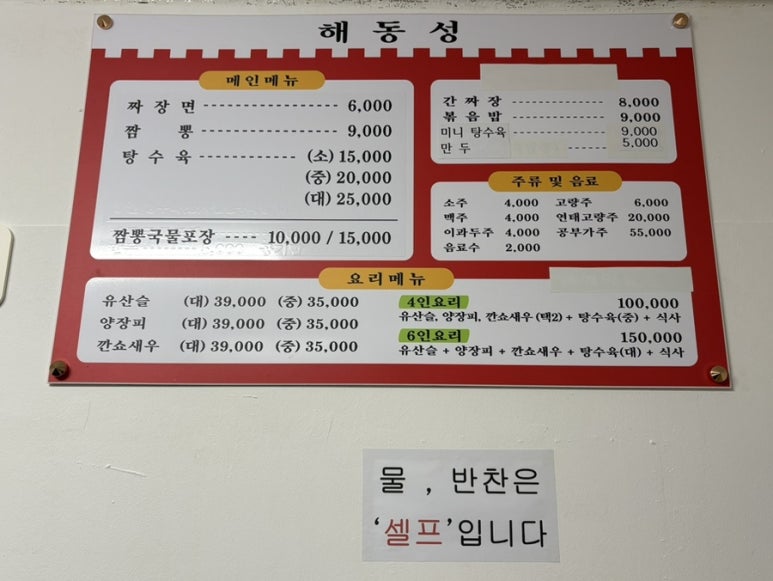 해동성
메인메뉴
짜장면 6,000
짬뽕 9,000
탕수육 (소) 15,000
(중) 20,000
(대) 25,000
짬뽕국물포장 ---- 10,000 / 15,000
간짜장 8,000
볶음밥 9,000
미니 탕수육 9,000
만두 5,000
주류 및 음료
소주 4,000 고량주 6,000
맥주 4,000 연태고량주 20,000
이과두주 4,000 공부가주 55,000
음료수 2,000
요리메뉴
유산슬 (대) 39,000 (중) 35,000
양장피 (대) 39,000 (중) 35,000
깐쇼새우 (대) 39,000 (중) 35,000
4인요리 100,000
유산슬, 양장피, 깐쇼새우(택2) + 탕수육(중) + 식사
6인요리 150,000
유산슬 + 양장피 + 깐쇼새우 + 탕수육(대) + 식사
물 , 반찬은
'셀프'입니다